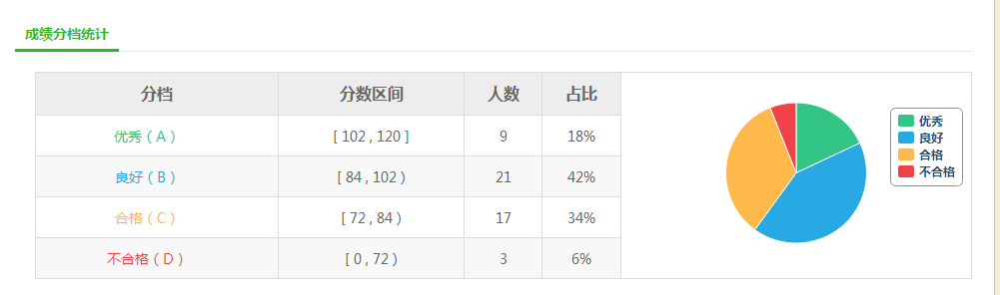 成绩分档统计
分档 分数区间 人数 占比
优秀 ( A ) [ 102 , 120 ] 9 18%
良好 ( B ) [ 84 , 102 ) 21 42%
合格 ( C ) [ 72 , 84 ) 17 34%
不合格 ( D ) [ 0 , 72 ) 3 6%
优秀
良好
合格
不合格